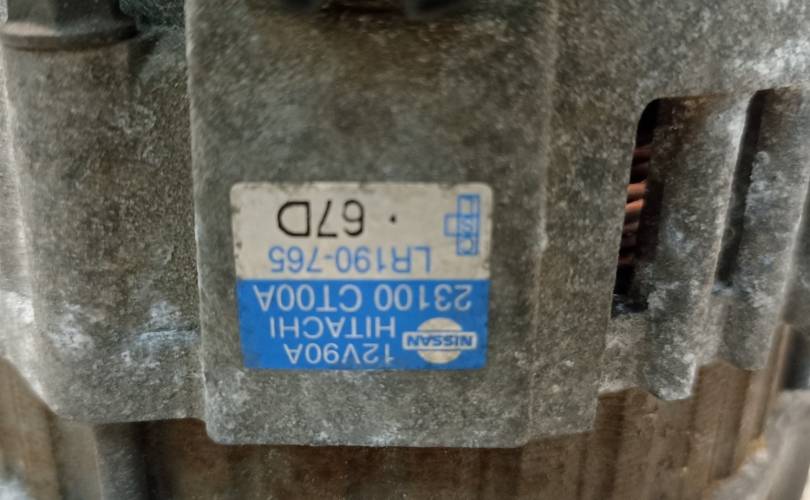 12V90A
NISSAN
HITACHI
23100 CT00A
LR190-765
· 67D